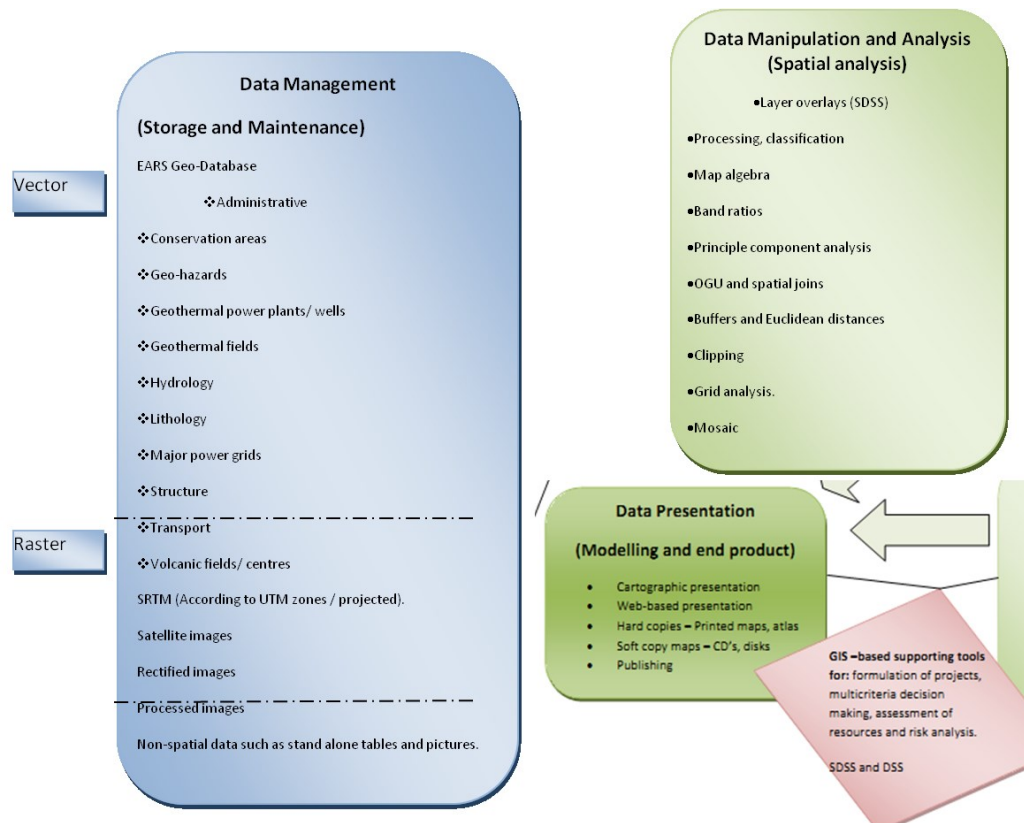 Data Management
(Storage and Maintenance)
EARS Geo-Database
❖Administrative
❖Conservation areas
❖Geo-hazards
❖Geothermal power plants/ wells
❖Geothermal fields
❖Hydrology
❖Lithology
❖Major power grids
❖Structure
❖Transport
❖Volcanic fields/ centres
SRTM (According to UTM zones / projected).
Satellite images
Rectified images
Processed images
Non-spatial data such as stand alone tables and pictures.
Vector
Raster
Data Manipulation and Analysis
(Spatial analysis)
•Layer overlays (SDSS)
•Processing, classification
•Map algebra
•Band ratios
•Principle component analysis
•OGU and spatial joins
•Buffers and Euclidean distances
•Clipping
•Grid analysis.
•Mosaic
Data Presentation
(Modelling and end product)
• Cartographic presentation
• Web-based presentation
• Hard copies – Printed maps, atlas
• Soft copy maps – CD's, disks
• Publishing
GIS –based supporting tools
for: formulation of projects,
multicriteria decision
making, assessment of
resources and risk analysis.
SDSS and DSS